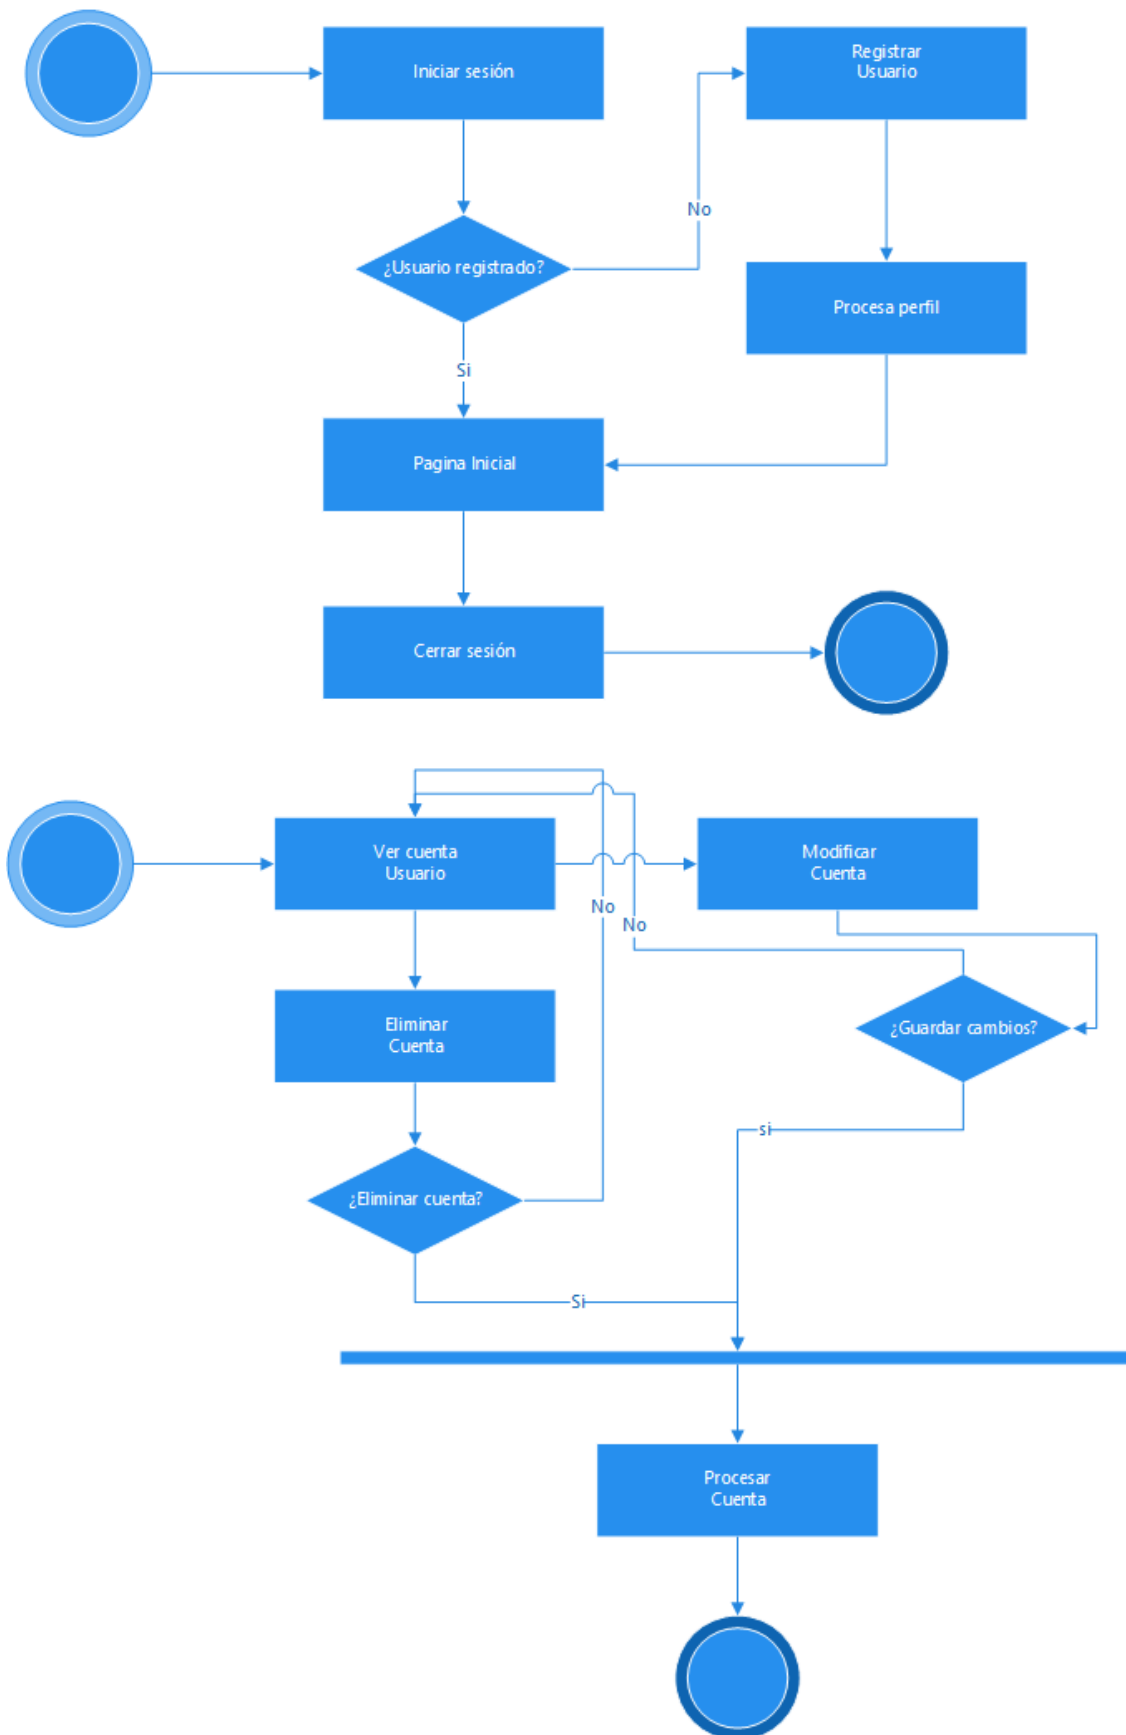 Iniciar sesión
Registrar
Usuario
No
¿Usuario registrado?
Procesa perfil
Si
Pagina Inicial
Cerrar sesión
Ver cuenta
Usuario
Modificar
Cuenta
No
No
Eliminar
Cuenta
¿Guardar cambios?
si
¿Eliminar cuenta?
Si
Procesar
Cuenta